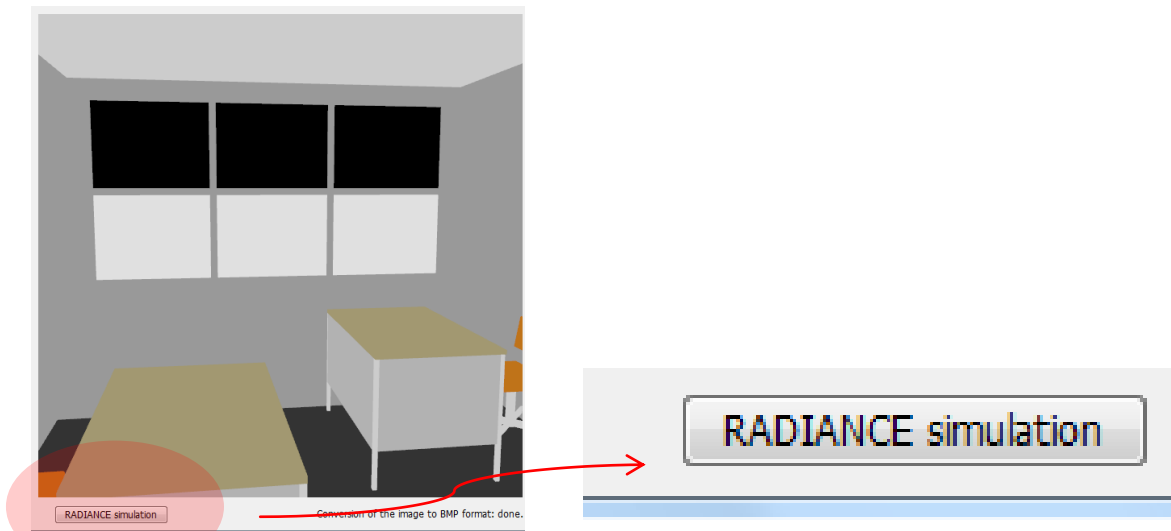 RADIANCE simulation
Conversion of the image to BMP format: done.
RADIANCE simulation